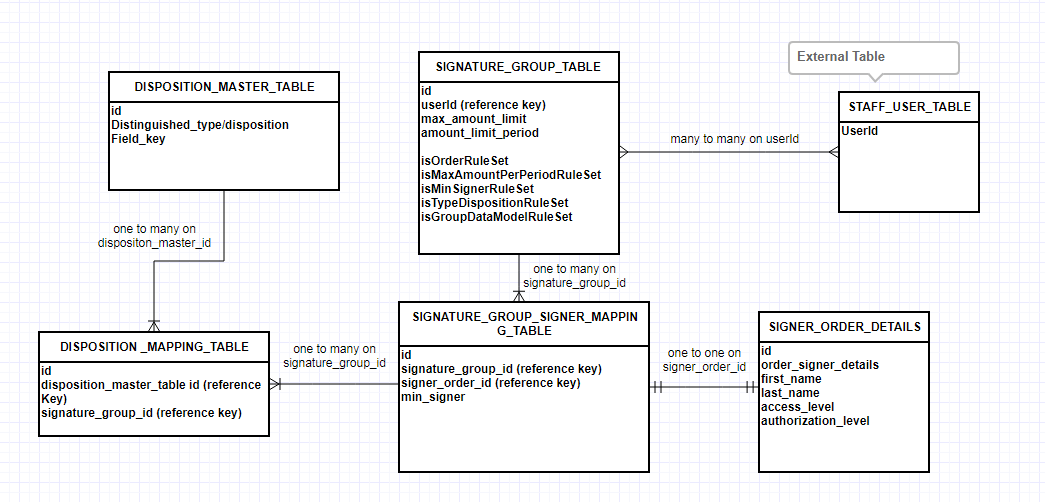 External Table
DISPOSITION_MASTER_TABLE
id
Distinguished_type/disposition
Field_key
SIGNATURE_GROUP_TABLE
id
userId (reference key)
max_amount_limit
amount_limit_period
isOrderRuleSet
isMaxAmountPerPeriodRuleSet
isMinSignerRuleSet
isTypeDispositionRuleSet
isGroupDataModelRuleSet
many to many on userId
STAFF_USER_TABLE
UserId
one to many on
dispositon_master_id
one to many on
signature_group_id
DISPOSITION _MAPPING_TABLE
id
disposition_master_table id (reference
Key)
signature_group_id (reference key)
one to many on
signature_group_id
SIGNATURE_GROUP_SIGNER_MAPPIN
G_TABLE
id
signature_group_id (reference key)
signer_order_id (reference key)
min_signer
one to one on
signer_order_id
SIGNER_ORDER_DETAILS
id
order_signer_details
first_name
last_name
access_level
authorization_level